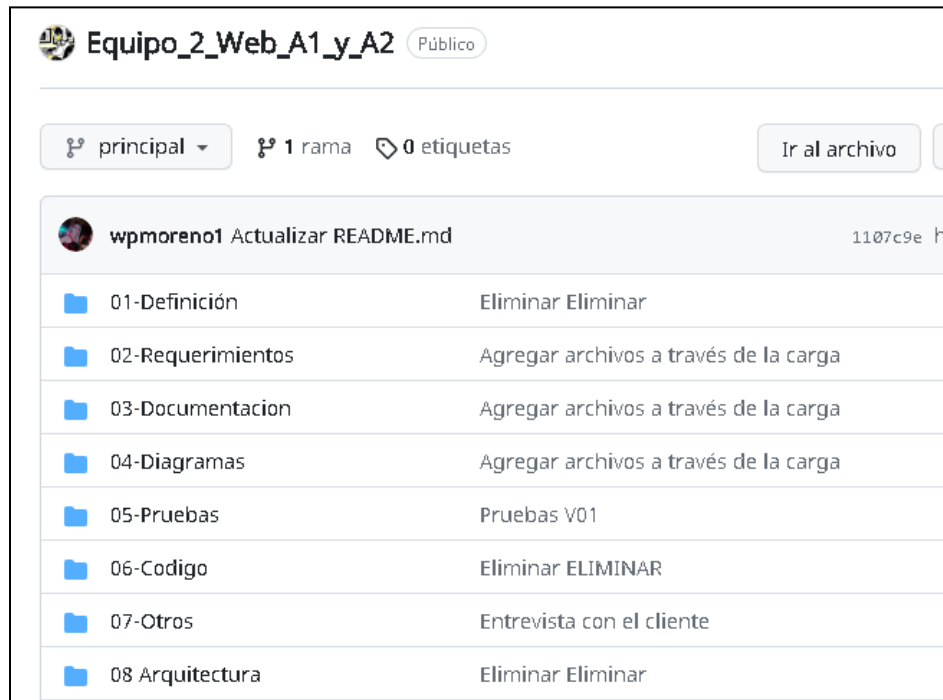 Equipo_2_Web_A1_y_A2 Público
principal 1 rama 0 etiquetas Ir al archivo
wpmoreno1 Actualizar README.md 1107c9e
01-Definición Eliminar Eliminar
02-Requerimientos Agregar archivos a través de la carga
03-Documentacion Agregar archivos a través de la carga
04-Diagramas Agregar archivos a través de la carga
05-Pruebas Pruebas V01
06-Codigo Eliminar ELIMINAR
07-Otros Entrevista con el cliente
08 Arquitectura Eliminar Eliminar